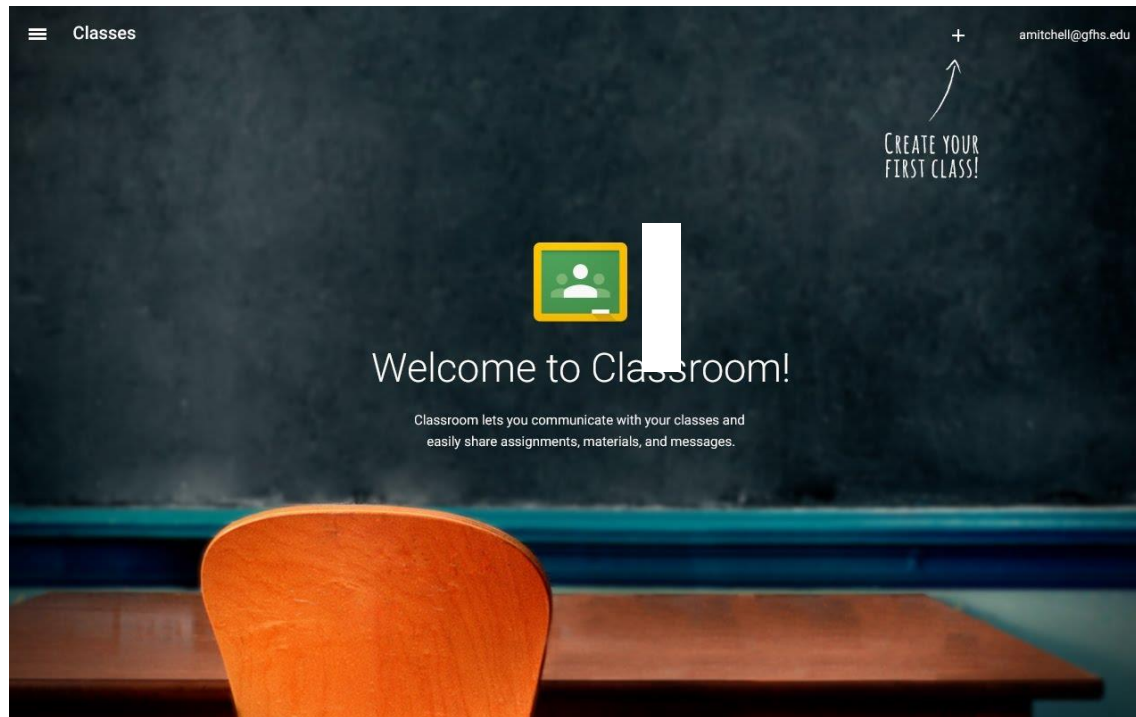 Classes
+
amitchell@gfhs.edu
CREATE YOUR
FIRST CLASS!
Welcome to Classroom!
Classroom lets you communicate with your classes and
easily share assignments, materials, and messages.